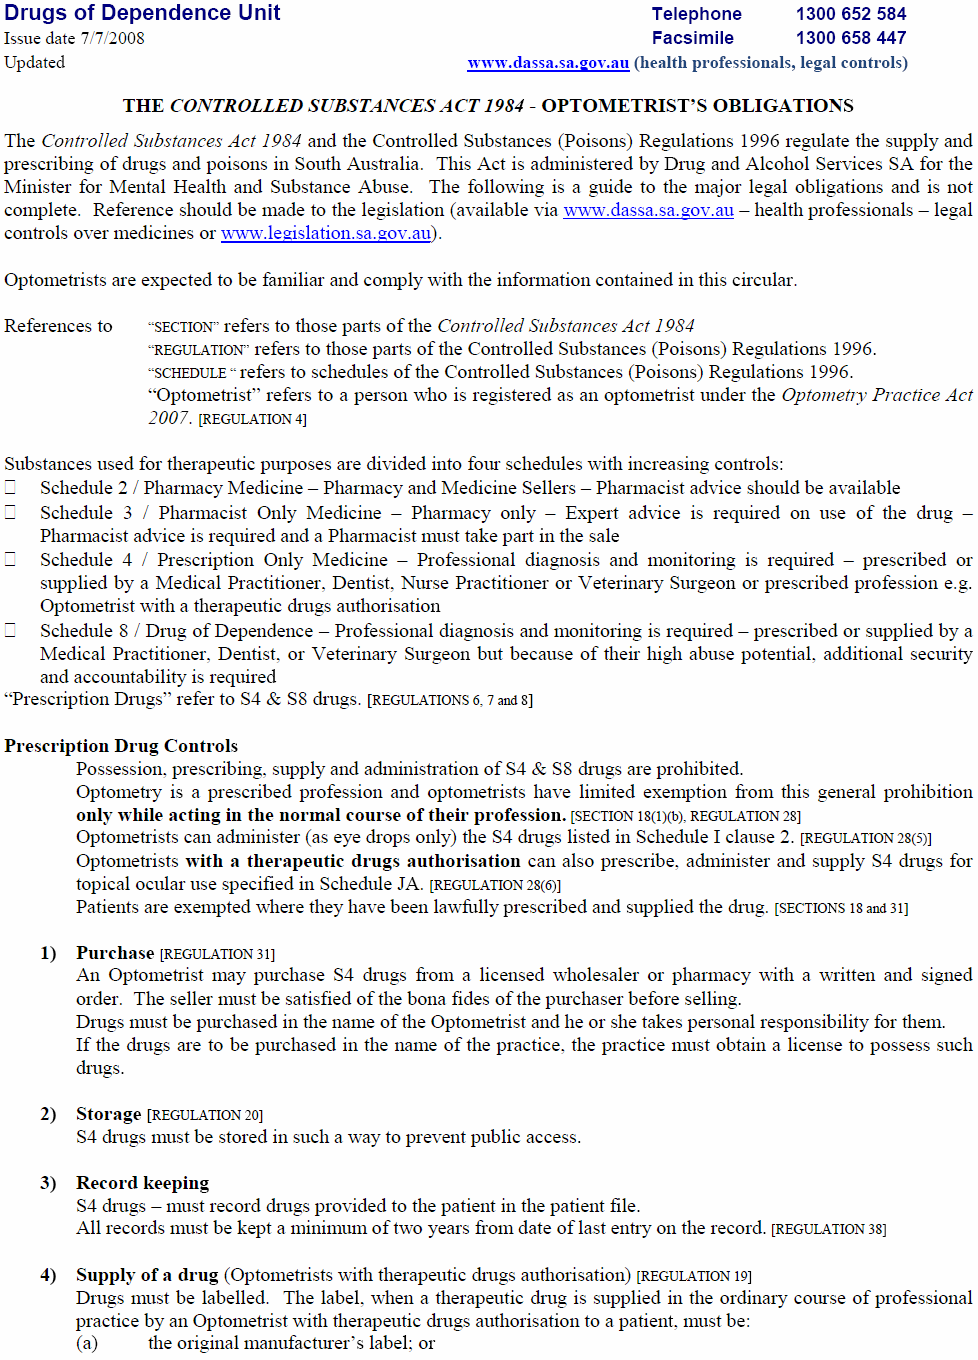 Drugs of Dependence Unit Telephone 1300 652 584
Issue date 7/7/2008 Facsimile 1300 658 447
Updated www.dassa.sa.gov.au (health professionals, legal controls)
THE CONTROLLED SUBSTANCES ACT 1984 - OPTOMETRIST'S OBLIGATIONS
The Controlled Substances Act 1984 and the Controlled Substances (Poisons) Regulations 1996 regulate the supply and
prescribing of drugs and poisons in South Australia. This Act is administered by Drug and Alcohol Services SA for the
Minister for Mental Health and Substance Abuse. The following is a guide to the major legal obligations and is not
complete. Reference should be made to the legislation (available via www.dassa.sa.gov.au – health professionals – legal
controls over medicines or www.legislation.sa.gov.au).
Optometrists are expected to be familiar and comply with the information contained in this circular.
References to "SECTION" refers to those parts of the Controlled Substances Act 1984
"REGULATION" refers to those parts of the Controlled Substances (Poisons) Regulations 1996.
"SCHEDULE " refers to schedules of the Controlled Substances (Poisons) Regulations 1996.
"Optometrist" refers to a person who is registered as an optometrist under the Optometry Practice Act
2007. [REGULATION 4]
Substances used for therapeutic purposes are divided into four schedules with increasing controls:
Schedule 2 / Pharmacy Medicine – Pharmacy and Medicine Sellers – Pharmacist advice should be available
Schedule 3 / Pharmacist Only Medicine – Pharmacy only – Expert advice is required on use of the drug –
Pharmacist advice is required and a Pharmacist must take part in the sale
Schedule 4 / Prescription Only Medicine – Professional diagnosis and monitoring is required – prescribed or
supplied by a Medical Practitioner, Dentist, Nurse Practitioner or Veterinary Surgeon or prescribed profession e.g.
Optometrist with a therapeutic drugs authorisation
Schedule 8 / Drug of Dependence – Professional diagnosis and monitoring is required – prescribed or supplied by a
Medical Practitioner, Dentist, or Veterinary Surgeon but because of their high abuse potential, additional security
and accountability is required
"Prescription Drugs" refer to S4 & S8 drugs. [REGULATIONS 6, 7 and 8]
Prescription Drug Controls
Possession, prescribing, supply and administration of S4 & S8 drugs are prohibited.
Optometry is a prescribed profession and optometrists have limited exemption from this general prohibition
only while acting in the normal course of their profession. [SECTION 18(1)(b), REGULATION 28]
Optometrists can administer (as eye drops only) the S4 drugs listed in Schedule I clause 2. [REGULATION 28(5)]
Optometrists with a therapeutic drugs authorisation can also prescribe, administer and supply S4 drugs for
topical ocular use specified in Schedule JA. [REGULATION 28(6)]
Patients are exempted where they have been lawfully prescribed and supplied the drug. [SECTIONS 18 and 31]
1) Purchase [REGULATION 31]
An Optometrist may purchase S4 drugs from a licensed wholesaler or pharmacy with a written and signed
order. The seller must be satisfied of the bona fides of the purchaser before selling.
Drugs must be purchased in the name of the Optometrist and he or she takes personal responsibility for them.
If the drugs are to be purchased in the name of the practice, the practice must obtain a license to possess such
drugs.
2) Storage [REGULATION 20]
S4 drugs must be stored in such a way to prevent public access.
3) Record keeping
S4 drugs – must record drugs provided to the patient in the patient file.
All records must be kept a minimum of two years from date of last entry on the record. [REGULATION 38]
4) Supply of a drug (Optometrists with therapeutic drugs authorisation) [REGULATION 19]
Drugs must be labelled. The label, when a therapeutic drug is supplied in the ordinary course of professional
practice by an Optometrist with therapeutic drugs authorisation to a patient, must be:
(a) the original manufacturer's label; or